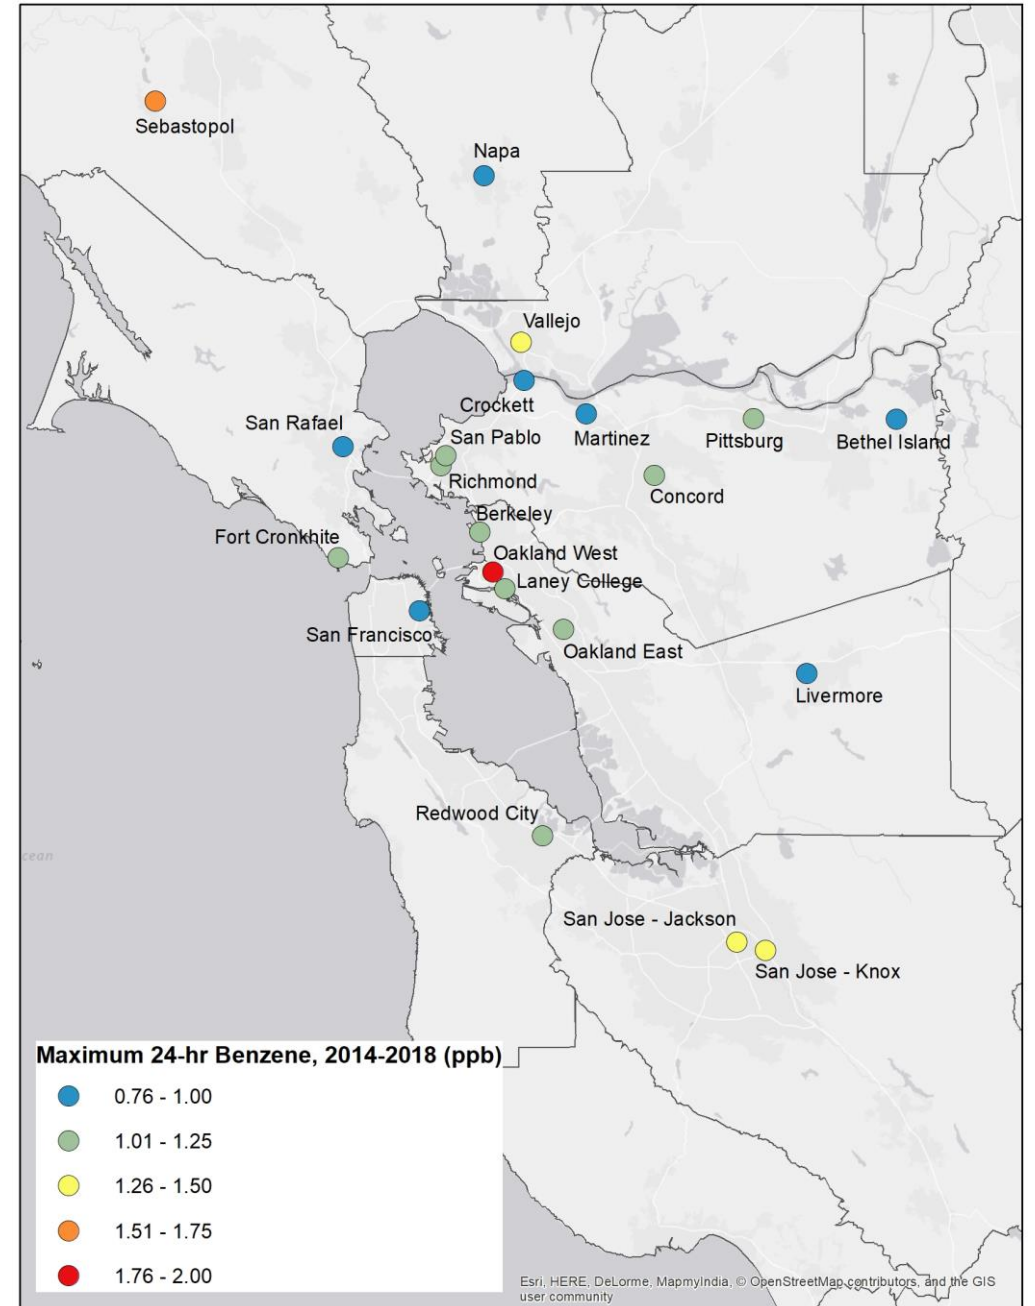 Sebastopol
Napa
Vallejo
Crockett
San Rafael
San Pablo
Martinez
Pittsburg
Bethel Island
Richmond
Concord
Berkeley
Fort Cronkhite
Oakland West
Laney College
San Francisco
Oakland East
Livermore
Redwood City
cean
San Jose - Jackson
San Jose - Knox
Maximum 24-hr Benzene, 2014-2018 (ppb)
0.76 - 1.00
1.01 - 1.25
1.26 - 1.50
1.51 - 1.75
1.76 - 2.00
Esri, HERE, DeLorme, MapmyIndia, © OpenStreetMap contributors, and the GIS
user community